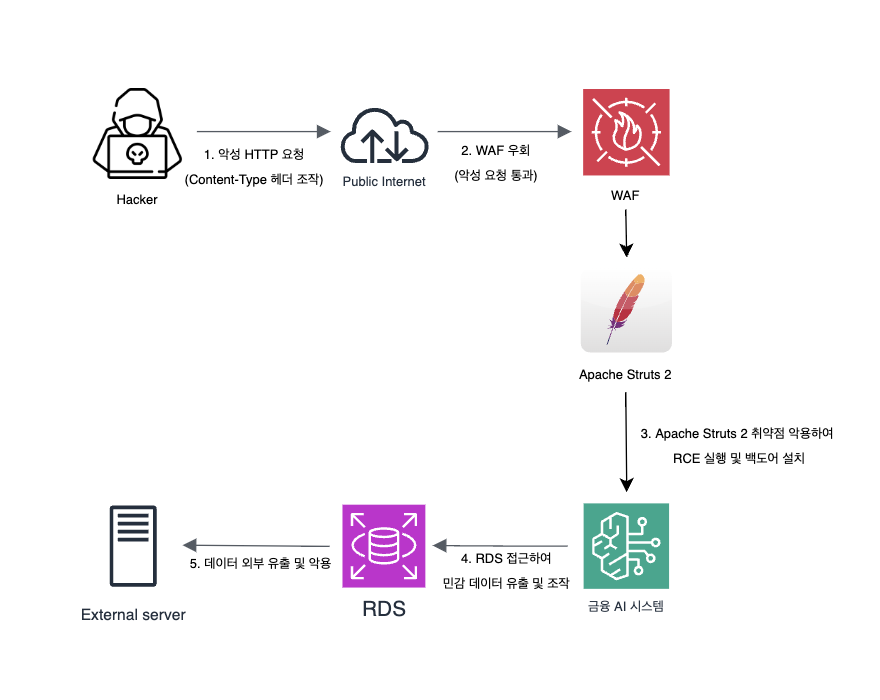 1. 악성 HTTP 요청
(Content-Type 헤더 조작)
Hacker
Public Internet
2. WAF 우회
(악성 요청 통과)
WAF
Apache Struts 2
3. Apache Struts 2 취약점 악용하여
RCE 실행 및 백도어 설치
금융 AI 시스템
4. RDS 접근하여
민감 데이터 유출 및 조작
RDS
5. 데이터 외부 유출 및 악용
External server